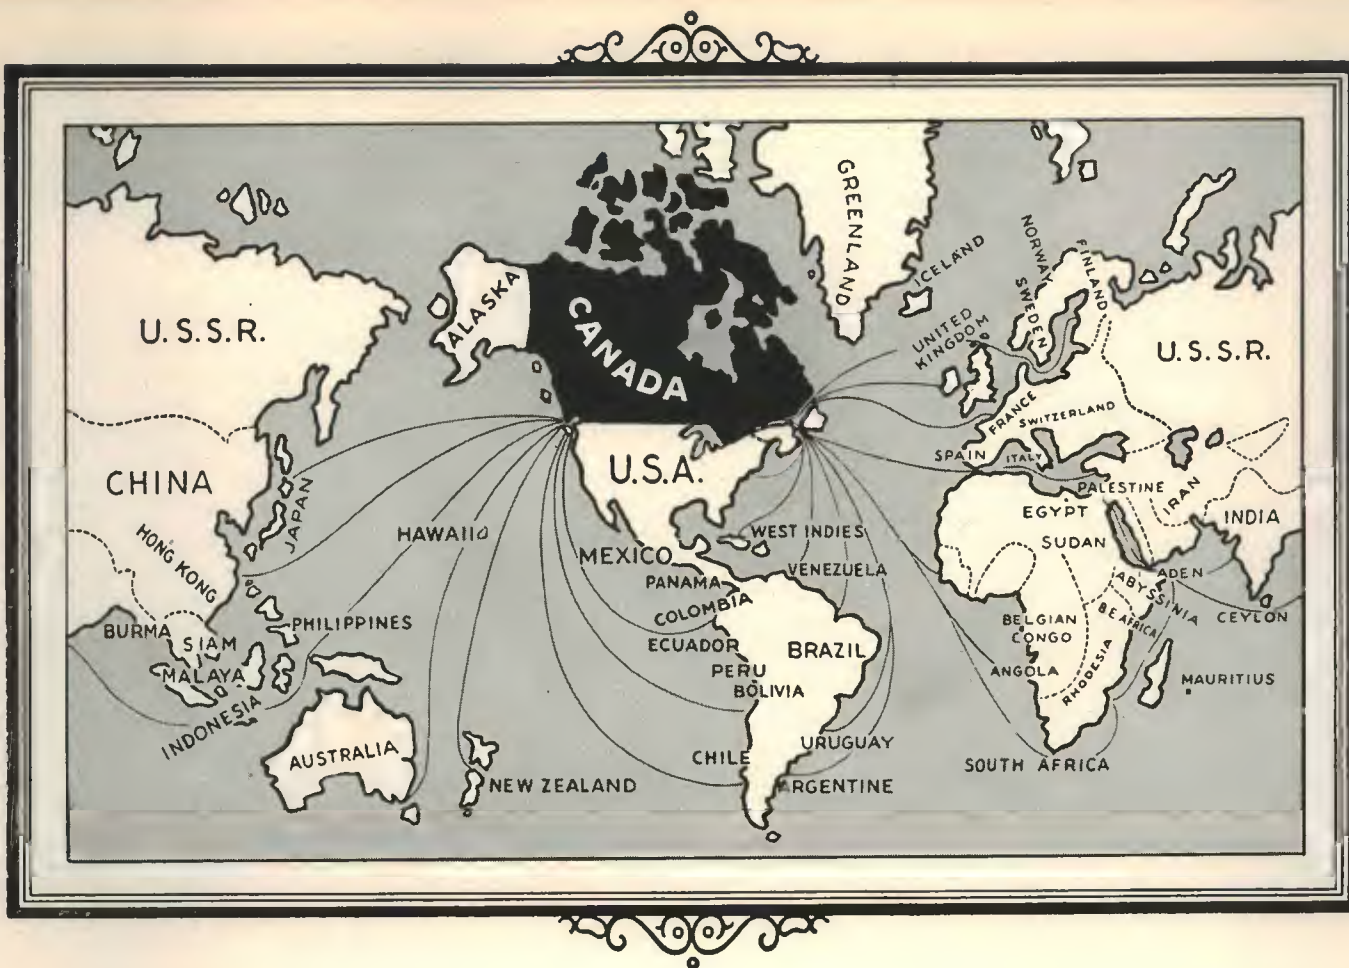 U.S.S.R.
CHINA
HONG KONG
JAPAN
BURMA
SIAM
MALAYA
INDONESIA
PHILIPPINES
AUSTRALIA
NEW ZEALAND
HAWAII
ALASKA
CANADA
U.S.A.
MEXICO
WEST INDIES
PANAMA
VENEZUELA
COLOMBIA
ECUADOR
PERU
BOLIVIA
BRAZIL
CHILE
URUGUAY
ARGENTINE
GREENLAND
ICELAND
UNITED
KINGDOM
NORWAY
SWEDEN
FINLAND
U.S.S.R.
FRANCE
SWITZERLAND
SPAIN
ITALY
PALESTINE
IRAN
EGYPT
INDIA
SUDAN
ADEN
ABYSSINIA
CEYLON
BELGIAN
CONGO
BE AFRICA
ANGOLA
RHODESIA
MAURITIUS
SOUTH AFRICA